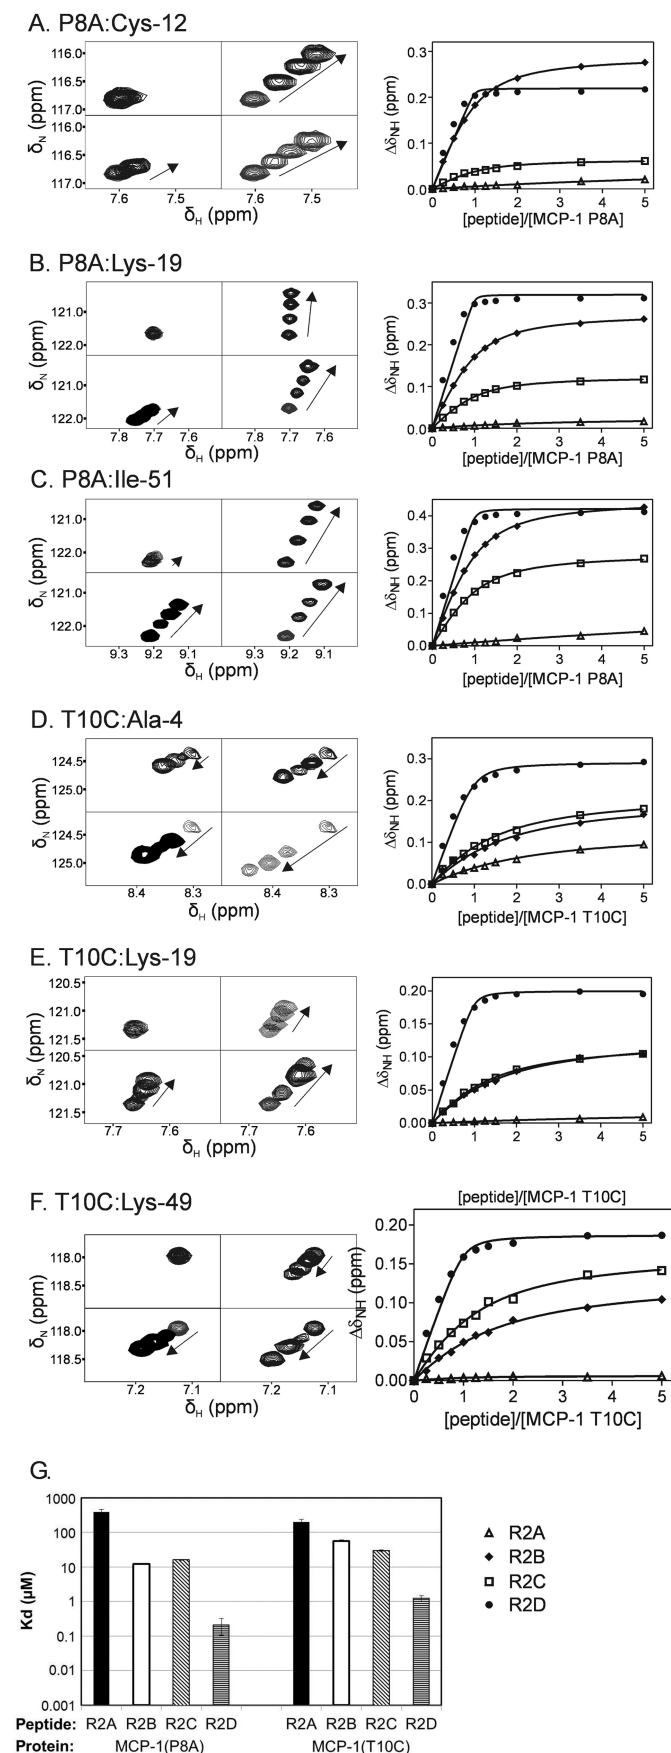 A. P8A:Cys-12
116.0
116.5
117.0
116.0
116.5
117.0
δN (ppm)
7.6 7.5 7.6 7.5
δH (ppm)
0.3
0.2
0.1
0.0
ΔδNH (ppm)
0 1 2 3 4 5
[peptide]/[MCP-1 P8A]
B. P8A:Lys-19
121.0
122.0
121.0
122.0
δN (ppm)
7.8 7.7 7.6 7.8 7.7 7.6
δH (ppm)
0.3
0.2
0.1
0.0
ΔδNH (ppm)
0 1 2 3 4 5
[peptide]/[MCP-1 P8A]
C. P8A:Ile-51
121.0
122.0
121.0
122.0
δN (ppm)
9.3 9.2 9.1 9.3 9.2 9.1
δH (ppm)
0.4
0.3
0.2
0.1
0.0
ΔδNH (ppm)
0 1 2 3 4 5
[peptide]/[MCP-1 P8A]
D. T10C:Ala-4
124.5
125.0
124.5
125.0
δN (ppm)
8.4 8.3 8.4 8.3
δH (ppm)
0.3
0.2
0.1
0.0
ΔδNH (ppm)
0 1 2 3 4 5
[peptide]/[MCP-1 T10C]
E. T10C:Lys-19
120.5
121.0
121.5
120.5
121.0
121.5
δN (ppm)
7.7 7.6 7.7 7.6
δH (ppm)
0.20
0.15
0.10
0.05
0.00
ΔδNH (ppm)
0 1 2 3 4 5
[peptide]/[MCP-1 T10C]
F. T10C:Lys-49
118.0
118.5
118.0
118.5
δN (ppm)
7.2 7.1 7.2 7.1
δH (ppm)
0.20
0.15
0.10
0.05
0.00
ΔδNH (ppm)
0 1 2 3 4 5
[peptide]/[MCP-1 T10C]
G.
1000
100
10
1
0.1
0.01
0.001
Kd (µM)
Peptide: R2A R2B R2C R2D R2A R2B R2C R2D
Protein: MCP-1(P8A) MCP-1(T10C)
R2A
R2B
R2C
R2D